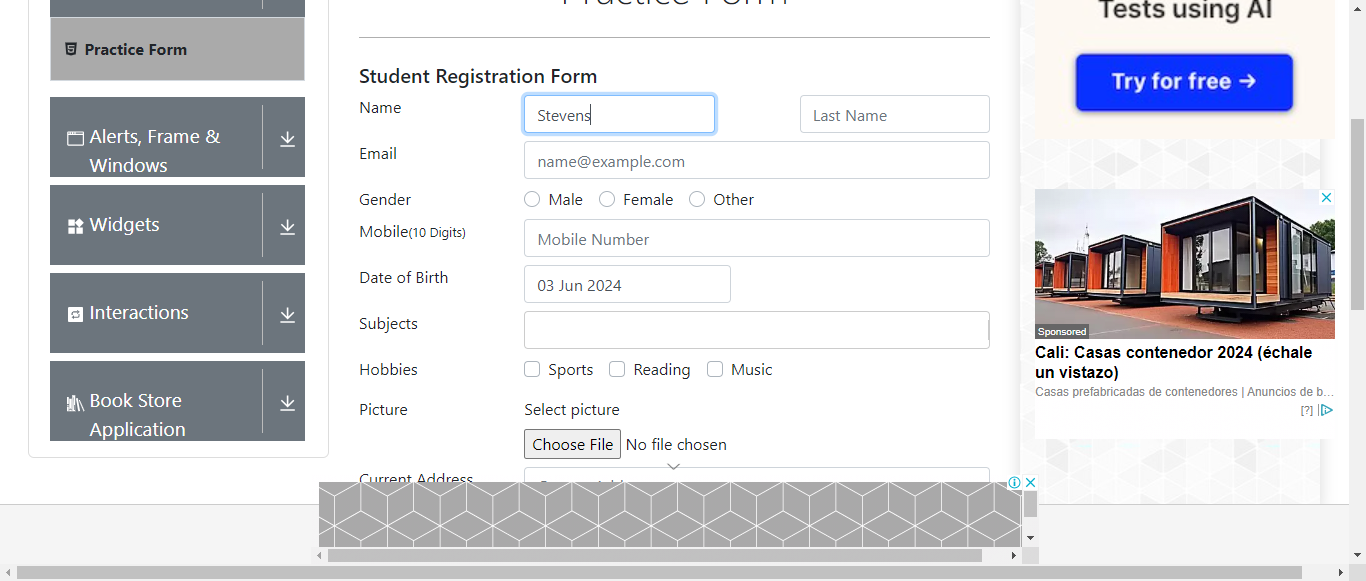 Practice Form
Tests using AI
Try for free →
Practice Form
Alerts, Frame &
Windows
Widgets
Interactions
Book Store
Application
Student Registration Form
Name
Stevens
Last Name
Email
name@example.com
Gender
Male
Female
Other
Mobile(10 Digits)
Mobile Number
Date of Birth
03 Jun 2024
Subjects
Hobbies
Sports
Reading
Music
Picture
Select picture
Choose File
No file chosen
Current Address
Sponsored
Cali: Casas contenedor 2024 (échale
un vistazo)
Casas prefabricadas de contenedores | Anuncios de b...
[?]